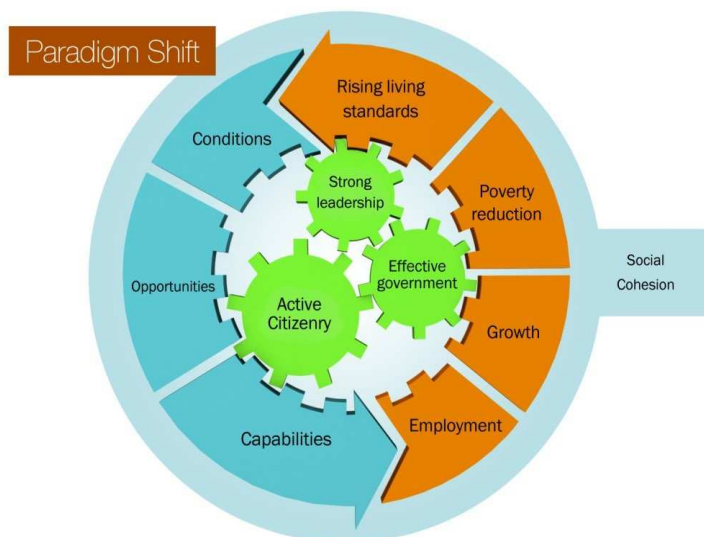 Paradigm Shift
Rising living
standards
Conditions
Strong
leadership
Poverty
reduction
Effective
government
Social
Cohesion
Opportunities
Active
Citizenry
Growth
Employment
Capabilities